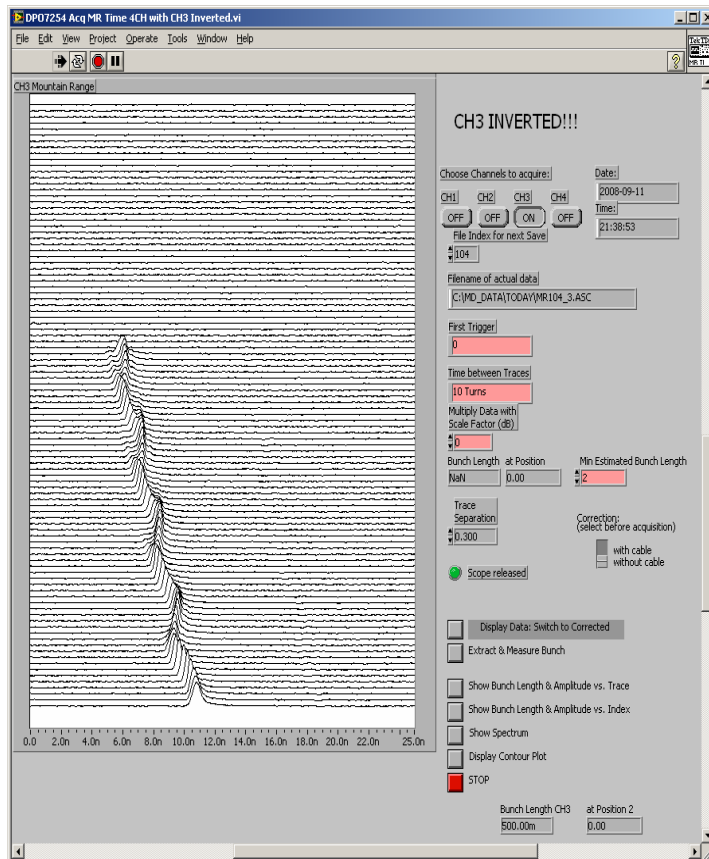 DPO7254 Acq MR Time 4CH with CH3 Inverted.vi
File Edit View Project Operate Tools Window Help
CH3 Mountain Range
CH3 INVERTED!!!
Choose Channels to acquire:
Date:
2008-09-11
CH1 CH2 CH3 CH4
OFF OFF ON OFF
Time:
21:38:53
File Index for next Save
104
Filename of actual data
C:\MD_DATA\TODAY\MR104_3.ASC
First Trigger
0
Time between Traces
10 Turns
Multiply Data with
Scale Factor (dB)
0
Bunch Length at Position Min Estimated Bunch Length
NaN 0.00 2
Trace
Separation
0.300
Correction:
(select before acquisition)
with cable
without cable
Scope released
Display Data: Switch to Corrected
Extract & Measure Bunch
Show Bunch Length & Amplitude vs. Trace
Show Bunch Length & Amplitude vs. Index
Show Spectrum
Display Contour Plot
STOP
0.0 2.0n 4.0n 6.0n 8.0n 10.0n 12.0n 14.0n 16.0n 18.0n 20.0n 22.0n 25.0n
Bunch Length CH3 at Position 2
500.00m 0.00